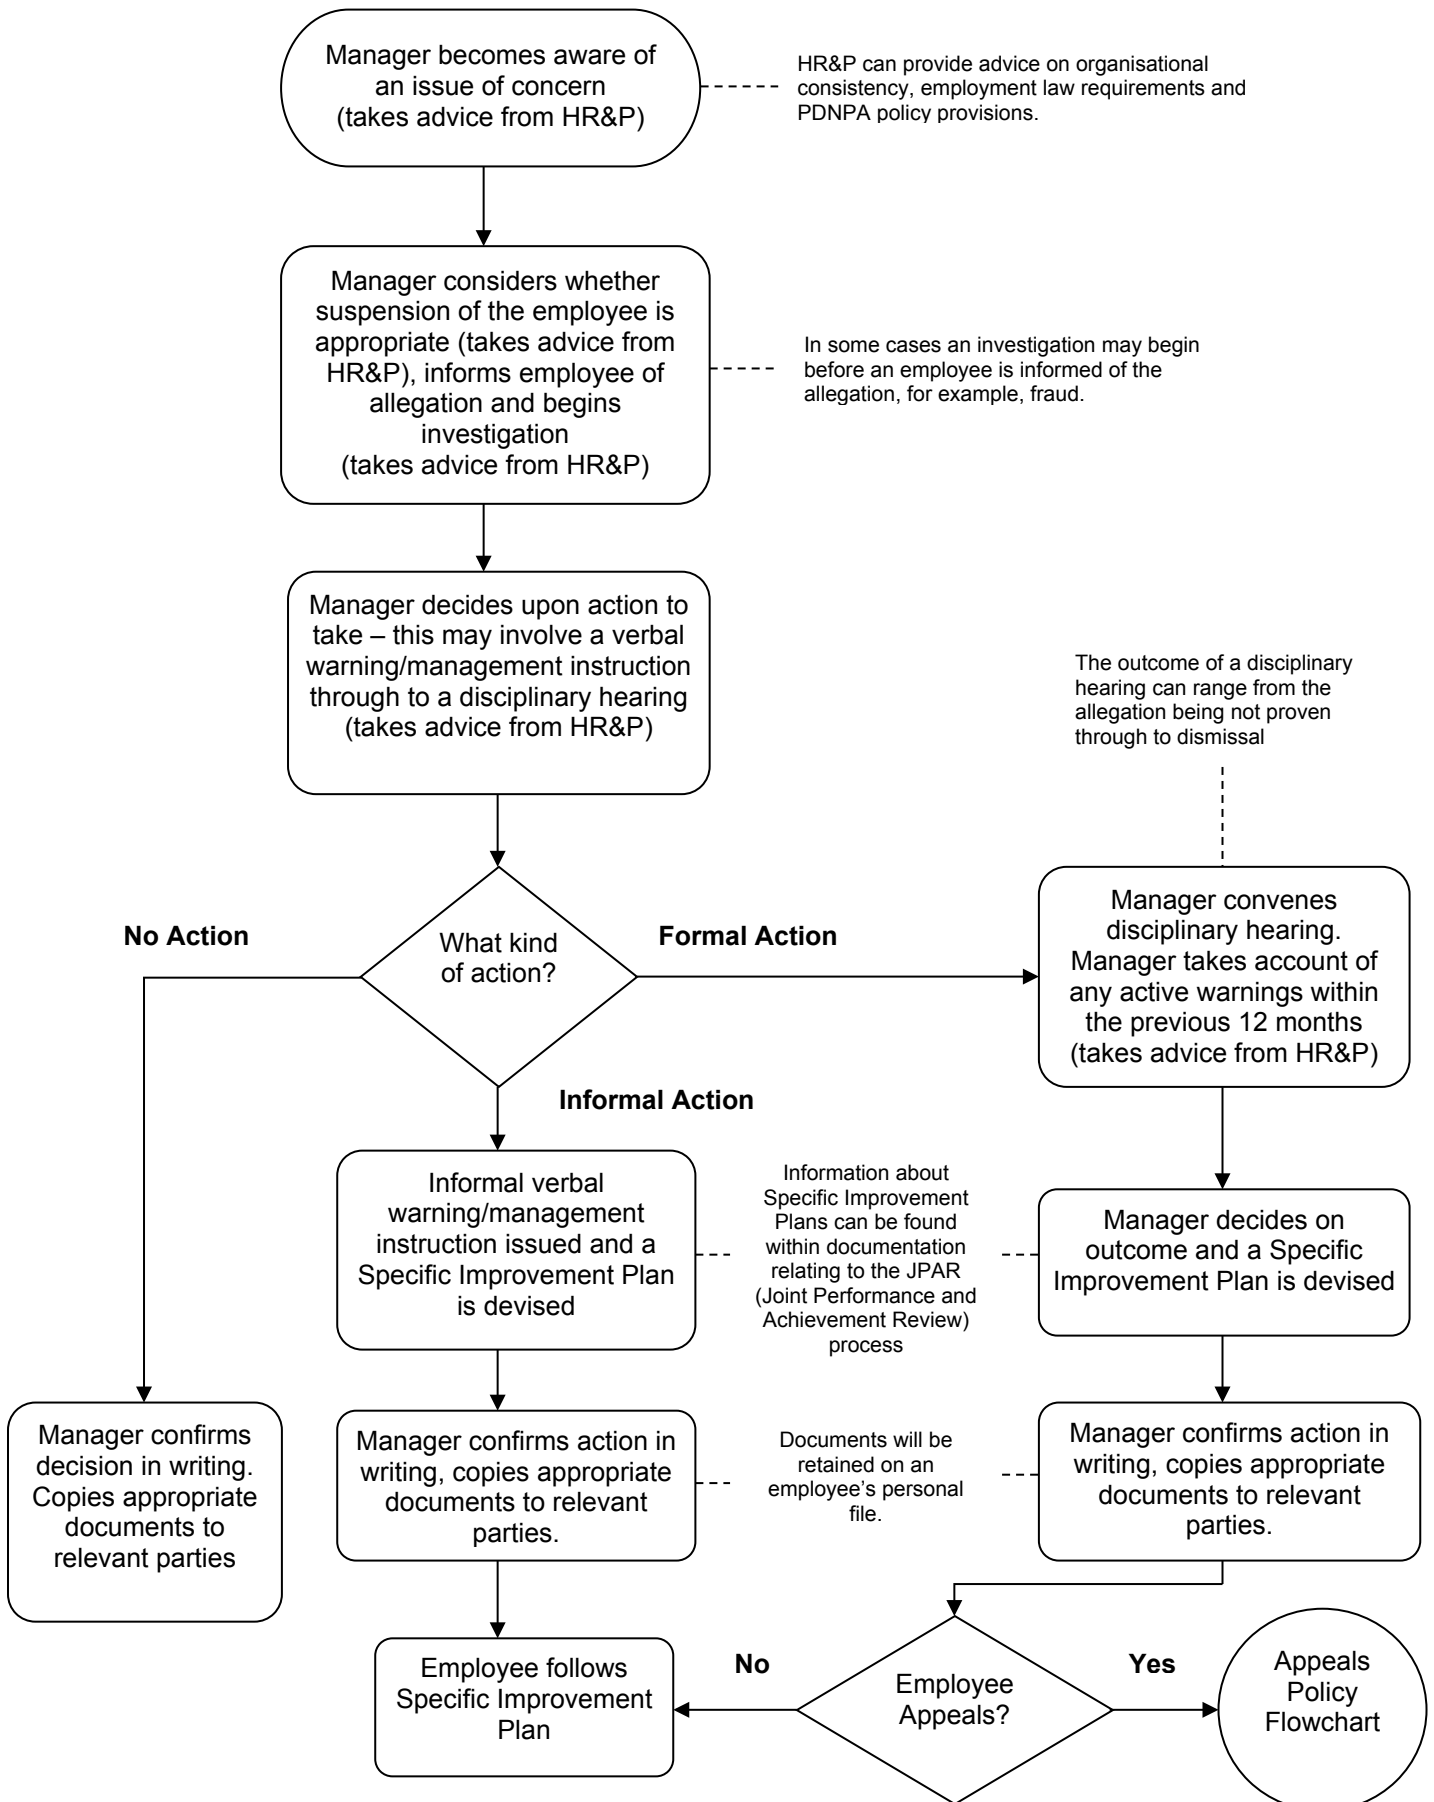 Manager becomes aware of
an issue of concern
(takes advice from HR&P)
HR&P can provide advice on organisational
consistency, employment law requirements and
PDNPA policy provisions.
Manager considers whether
suspension of the employee is
appropriate (takes advice from
HR&P), informs employee of
allegation and begins
investigation
(takes advice from HR&P)
In some cases an investigation may begin
before an employee is informed of the
allegation, for example, fraud.
Manager decides upon action to
take – this may involve a verbal
warning/management instruction
through to a disciplinary hearing
(takes advice from HR&P)
The outcome of a disciplinary
hearing can range from the
allegation being not proven
through to dismissal
No Action
What kind
of action?
Formal Action
Manager convenes
disciplinary hearing.
Manager takes account of
any active warnings within
the previous 12 months
(takes advice from HR&P)
Informal Action
Informal verbal
warning/management
instruction issued and a
Specific Improvement Plan
is devised
Information about
Specific Improvement
Plans can be found
within documentation
relating to the JPAR
(Joint Performance and
Achievement Review)
process
Manager decides on
outcome and a Specific
Improvement Plan is devised
Manager confirms
decision in writing.
Copies appropriate
documents to
relevant parties
Manager confirms action in
writing, copies appropriate
documents to relevant
parties.
Documents will be
retained on an
employee's personal
file.
Manager confirms action in
writing, copies appropriate
documents to relevant
parties.
Employee follows
Specific Improvement
Plan
No
Employee
Appeals?
Yes
Appeals
Policy
Flowchart